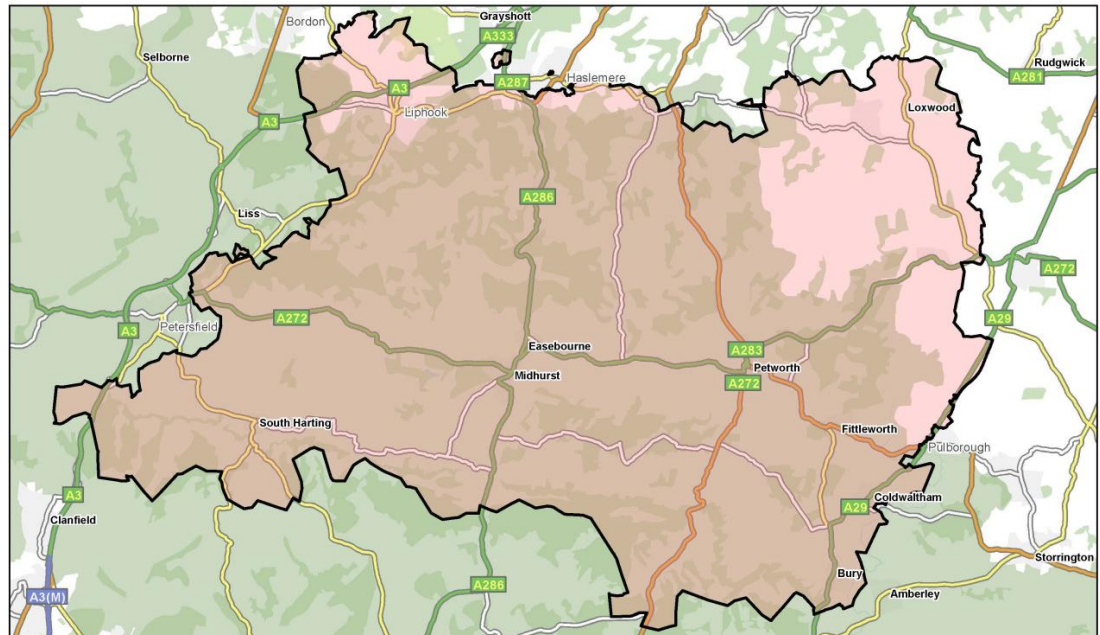 Bordon
Grayshott
A333
Selborne
Rudgwick
A281
Haslemere
A287
A3
Loxwood
Liphook
A3
A286
Liss
A272
A272
A29
Petersfield
A3
Easebourne
A283
Petworth
Midhurst
A272
South Harting
Fittleworth
Pulborough
A3
Coldwaltham
A29
Clanfield
Storrington
Bury
A286
Amberley
A3(M)